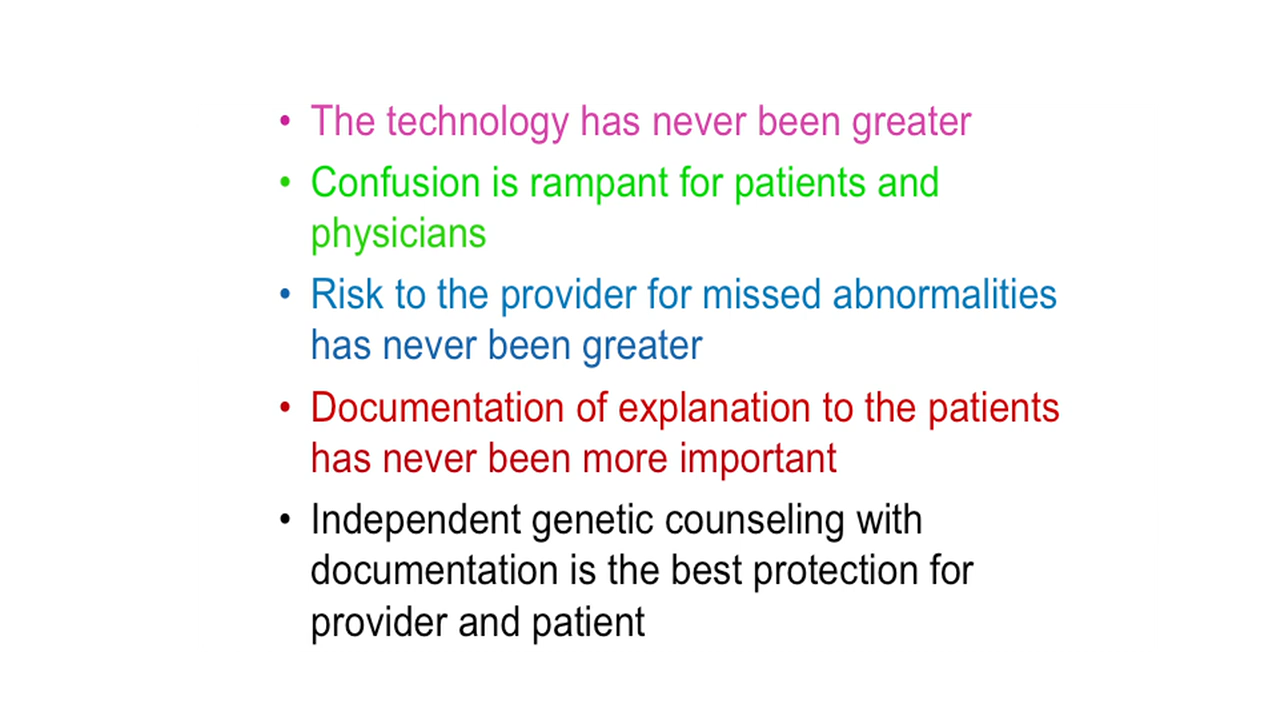 • The technology has never been greater
• Confusion is rampant for patients and
physicians
• Risk to the provider for missed abnormalities
has never been greater
• Documentation of explanation to the patients
has never been more important
• Independent genetic counseling with
documentation is the best protection for
provider and patient